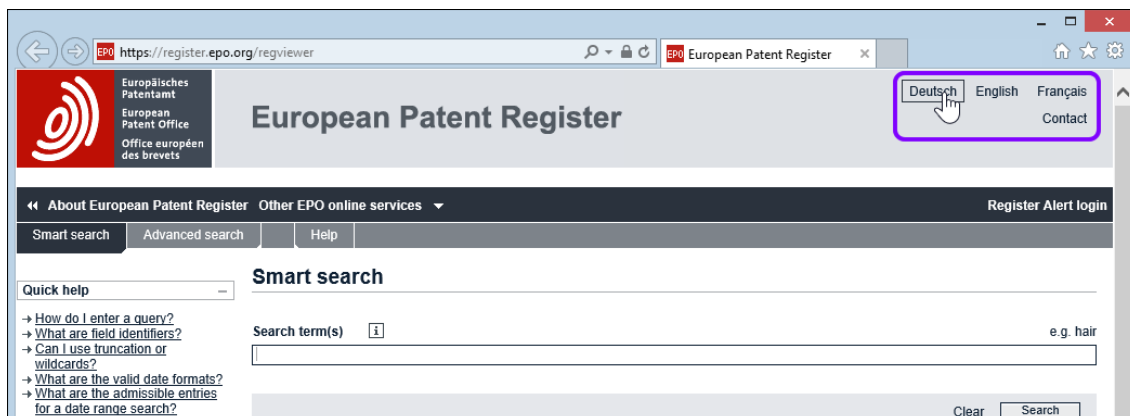 EPO https://register.epo.org/regviewer
EPO European Patent Register
Europäisches
Patentamt
European
Patent Office
Office européen
des brevets
European Patent Register
Deutsch English Français
Contact
About European Patent Register Other EPO online services
Register Alert login
Smart search Advanced search Help
Quick help
Smart search
How do I enter a query?
What are field identifiers?
Can I use truncation or
wildcards?
What are the valid date formats?
What are the admissible entries
for a date range search?
Search term(s) i e.g. hair
Clear Search